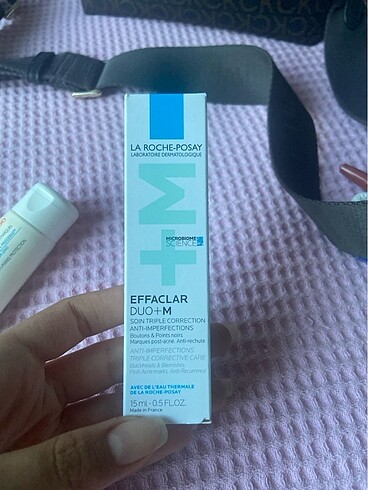 LA ROCHE-POSAY
LABORATOIRE DERMATOLOGIQUE
+M
MICROBIOME
SCIENCE
EFFACLAR
DUO+M
SOIN TRIPLE CORRECTION
ANTI-IMPERFECTIONS
Boutons & Points noirs
Marques post-acné. Anti-rechute
ANTI-IMPERFECTIONS
TRIPLE CORRECTIVE CARE
Blackheads & Blemishes
Post-Acne marks. Anti-Recurrence
AVEC DE L'EAU THERMALE
DE LA ROCHE-POSAY
15 ml - 0.5 FL.OZ.
Made in France